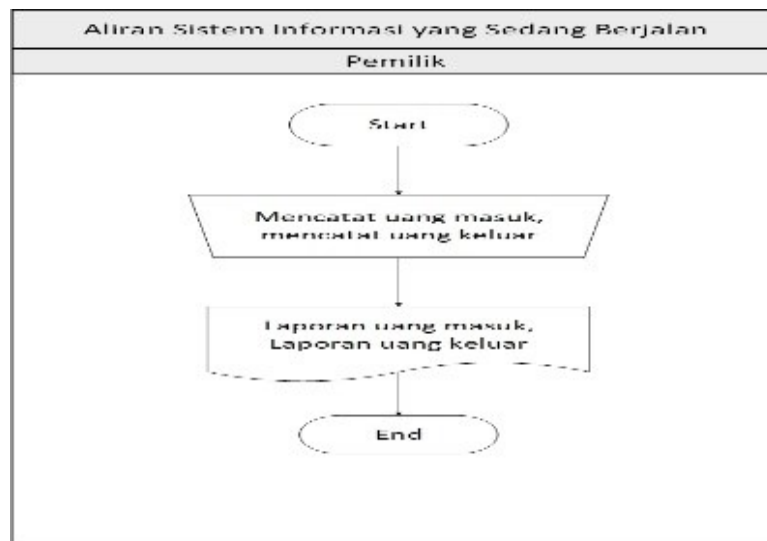 Aliran Sistem Informasi yang Sedang Berjalan
Pemilik
Start
Mencatat uang masuk,
mencatat uang keluar
Laporan uang masuk,
Laporan uang keluar
End